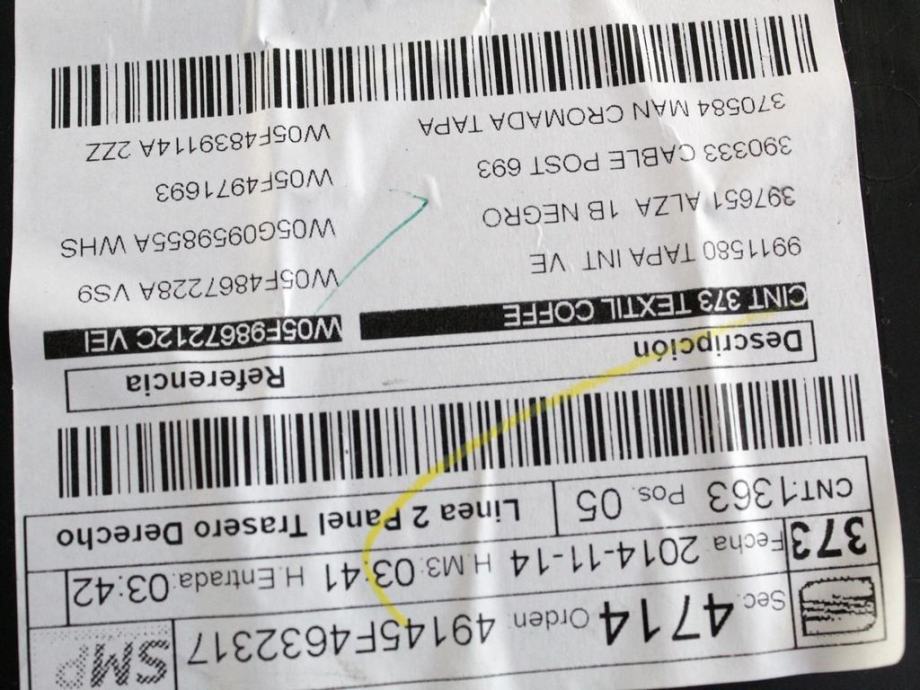 Sec. 4714 Orden: 49145F4632317 SMP
373 Fecha 2014-11-14 H.M3: 03:41 H.Entrada: 03:42
CNT: 1363 Pos. 05 Linea 2 Panel Trasero Derecho
Descripción Referencia
CINT 373 TEXTIL COFFE W05F9867212C VEI
9911580 TAPA INT VE W05F4867228A VS9
397651 ALZA 1B NEGRO W05G0959855A WHS
390333 CABLE POST 693 W05F4971693
370584 MAN CROMADA TAPA W05F4839114A 2ZZ